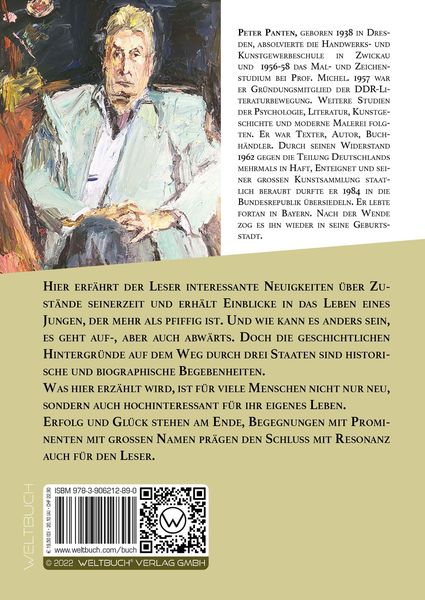 Peter Panten, geboren 1938 in Dres-
den, absolvierte die Handwerks- und
Kunstgewerbeschule in Zwickau
und 1956-58 das Mal- und Zeichen-
studium bei Prof. Michel. 1957 war
er Gründungsmitglied der DDR-Li-
teraturbewegung. Weitere Studien
der Psychologie, Literatur, Kunstge-
schichte und moderne Malerei folg-
ten. Er war Texter, Autor, Buch-
händler. Durch seinen Widerstand
1962 gegen die Teilung Deutschlands
mehrmals in Haft, Enteignet und sei-
ner grossen Kunstsammlung staat-
lich beraubt durfte er 1984 in die
Bundesrepublik übersiedeln. Er lebte
fortan in Bayern. Nach der Wende
zog es ihn wieder in seine Geburts-
stadt.
Hier erfährt der Leser interessante Neuigkeiten über Zu-
stände seinerzeit und erhält Einblicke in das Leben eines
Jungen, der mehr als pfiffig ist. Und wie kann es anders sein,
es geht auf-, aber auch abwärts. Doch die geschichtlichen
Hintergründe auf dem Weg durch drei Staaten sind histori-
sche und biographische Begebenheiten.
Was hier erzählt wird, ist für viele Menschen nicht nur neu,
sondern auch hochinteressant für ihr eigenes Leben.
Erfolg und Glück stehen am Ende, Begegnungen mit Promi-
nenten mit grossen Namen prägen den Schluss mit Resonanz
auch für den Leser.
WELTBUCH
ISBN 978-3-906212-89-0
www.weltbuch.com/buch
© 2022 WELTBUCH® VERLAG GMBH
W